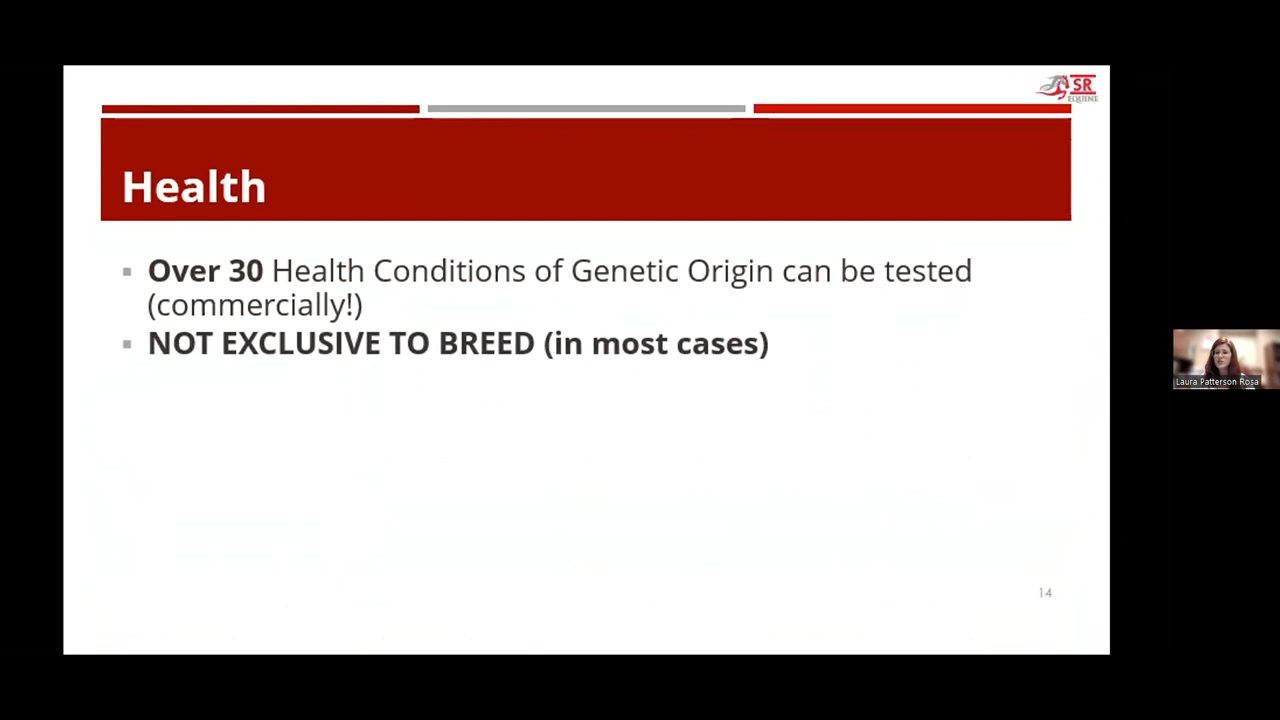 SR
EQUINE
Health
Over 30 Health Conditions of Genetic Origin can be tested
(commercially!)
NOT EXCLUSIVE TO BREED (in most cases)
Laura Patterson Rosa
14